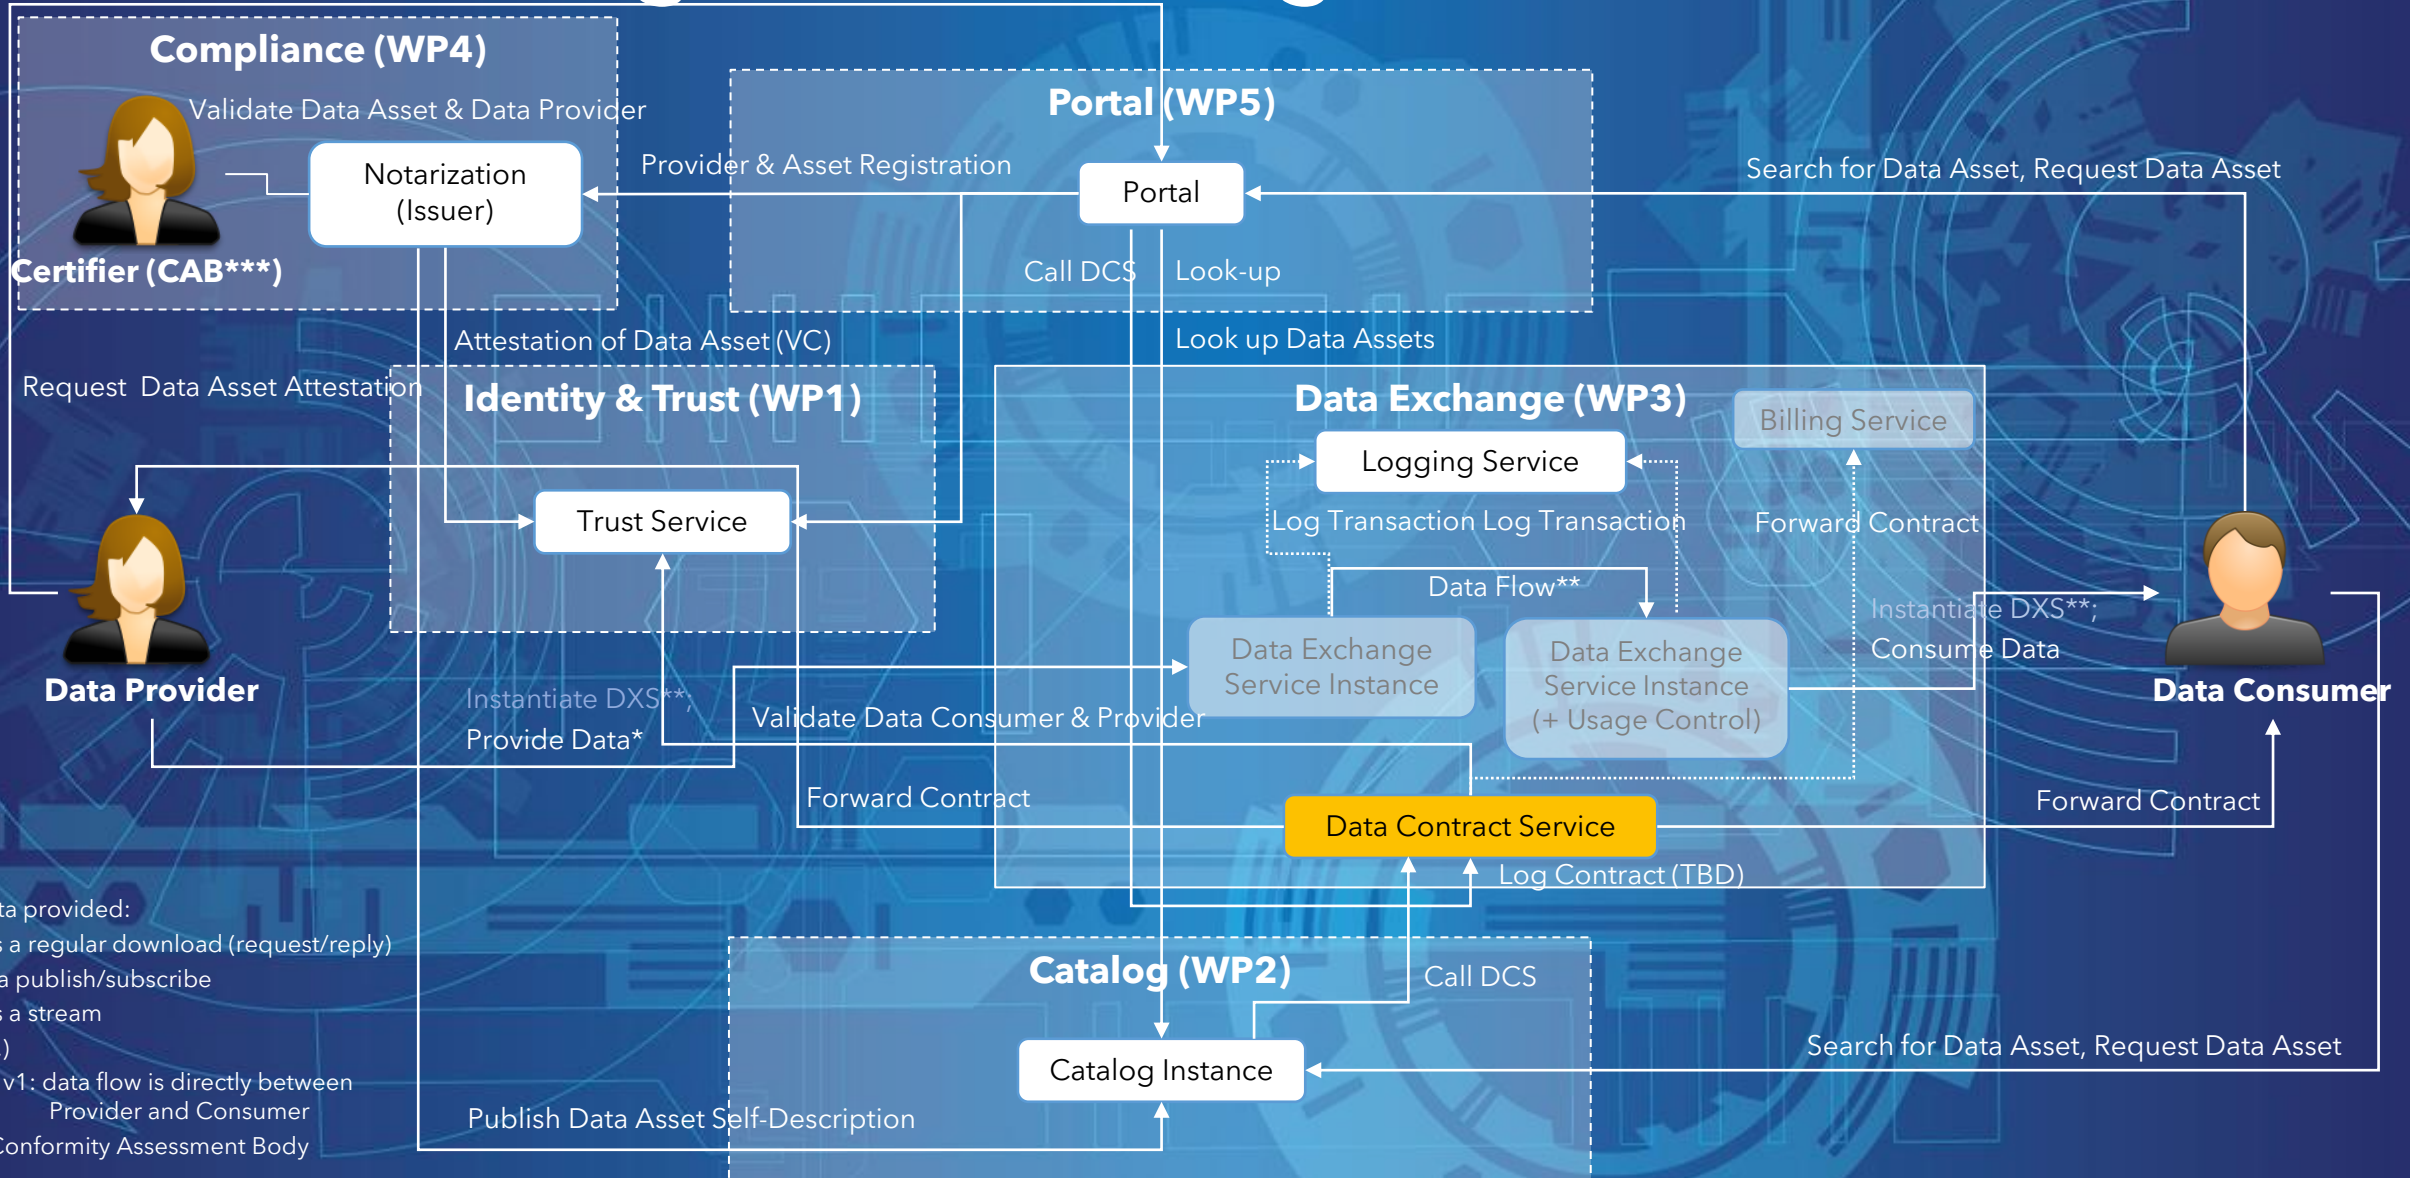 Compliance (WP4)
Validate Data Asset & Data Provider
Notarization
(Issuer)
Certifier (CAB***)
Portal (WP5)
Provider & Asset Registration
Portal
Search for Data Asset, Request Data Asset
Call DCS
Look-up
Attestation of Data Asset (VC)
Look up Data Assets
Request  Data Asset Attestation
Identity & Trust (WP1)
Trust Service
Data Exchange (WP3)
Billing Service
Logging Service
Log Transaction
Log Transaction
Forward Contract
Data Flow**
Data Exchange
Service Instance
Data Exchange
Service Instance
(+ Usage Control)
Instantiate DXS**;
Consume Data
Data Provider
Data Consumer
Instantiate DXS**;
Provide Data*
Validate Data Consumer & Provider
Forward Contract
Data Contract Service
Forward Contract
Log Contract (TBD)
Catalog (WP2)
Call DCS
Catalog Instance
Search for Data Asset, Request Data Asset
Publish Data Asset Self-Description
provided:
a regular download (request/reply)
publish/subscribe
a stream
v1: data flow is directly between
Provider and Consumer
Conformity Assessment Body